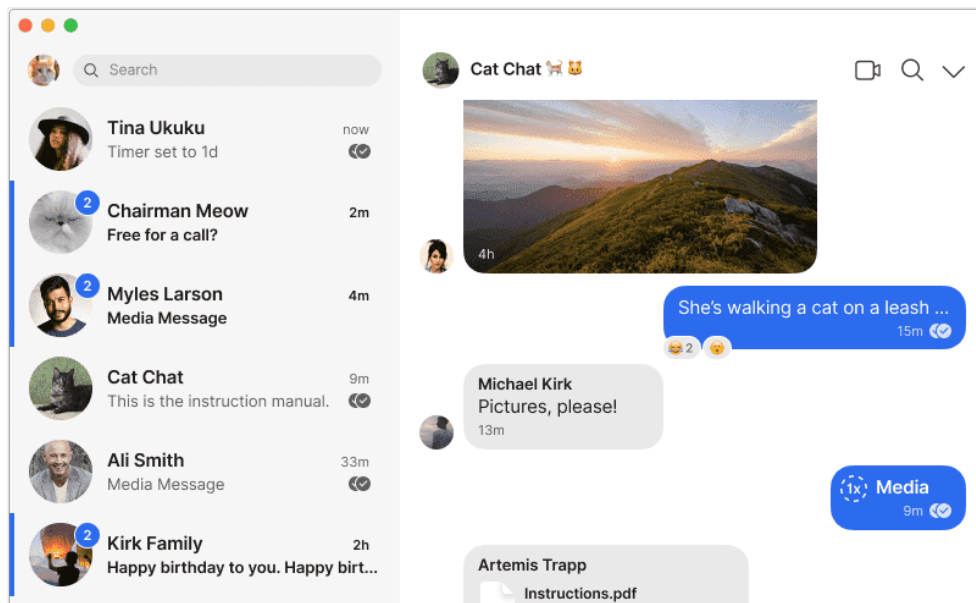 Search
Tina Ukuku
now
Timer set to 1d
2
Chairman Meow
2m
Free for a call?
2
Myles Larson
4m
Media Message
Cat Chat
9m
This is the instruction manual.
Ali Smith
33m
Media Message
2
Kirk Family
2h
Happy birthday to you. Happy birt...
Cat Chat 🐈🐱
4h
She's walking a cat on a leash ...
15m
😂 2 🤯
Michael Kirk
Pictures, please!
13m
1x Media
9m
Artemis Trapp
Instructions.pdf